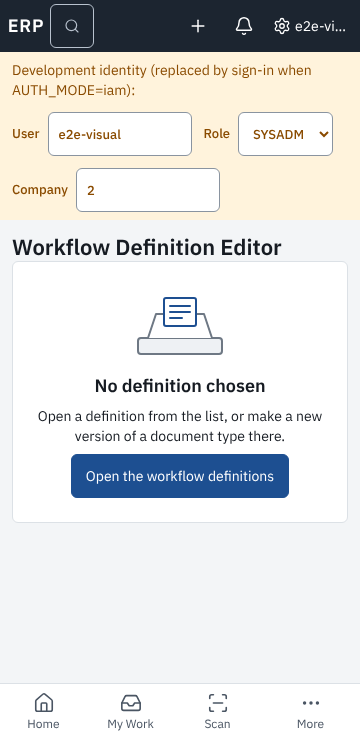 ERP
e2e-vi...
Development identity (replaced by sign-in when
AUTH_MODE=iam):
User
e2e-visual
Role
SYSADM
Company
2
Workflow Definition Editor
No definition chosen
Open a definition from the list, or make a new
version of a document type there.
Open the workflow definitions
Home
My Work
Scan
More